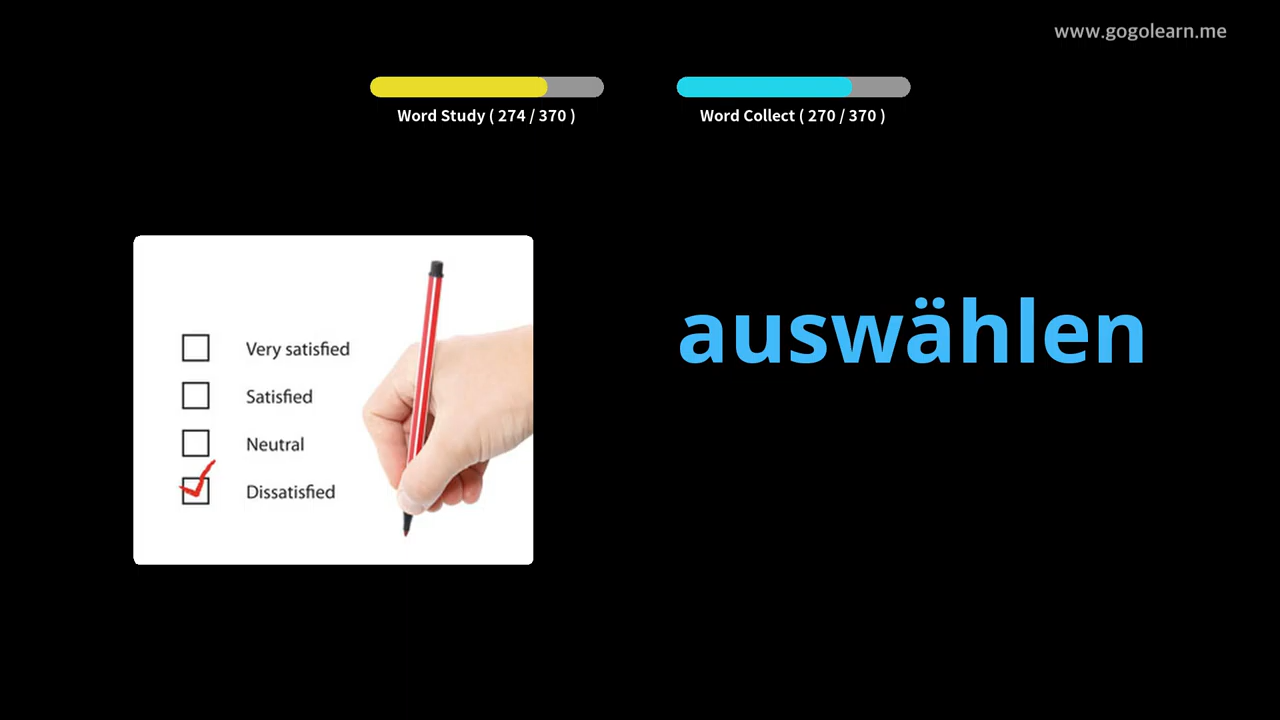 www.gogolearn.me
Word Study ( 274 / 370 )
Word Collect ( 270 / 370 )
Very satisfied
Satisfied
Neutral
Dissatisfied
auswählen